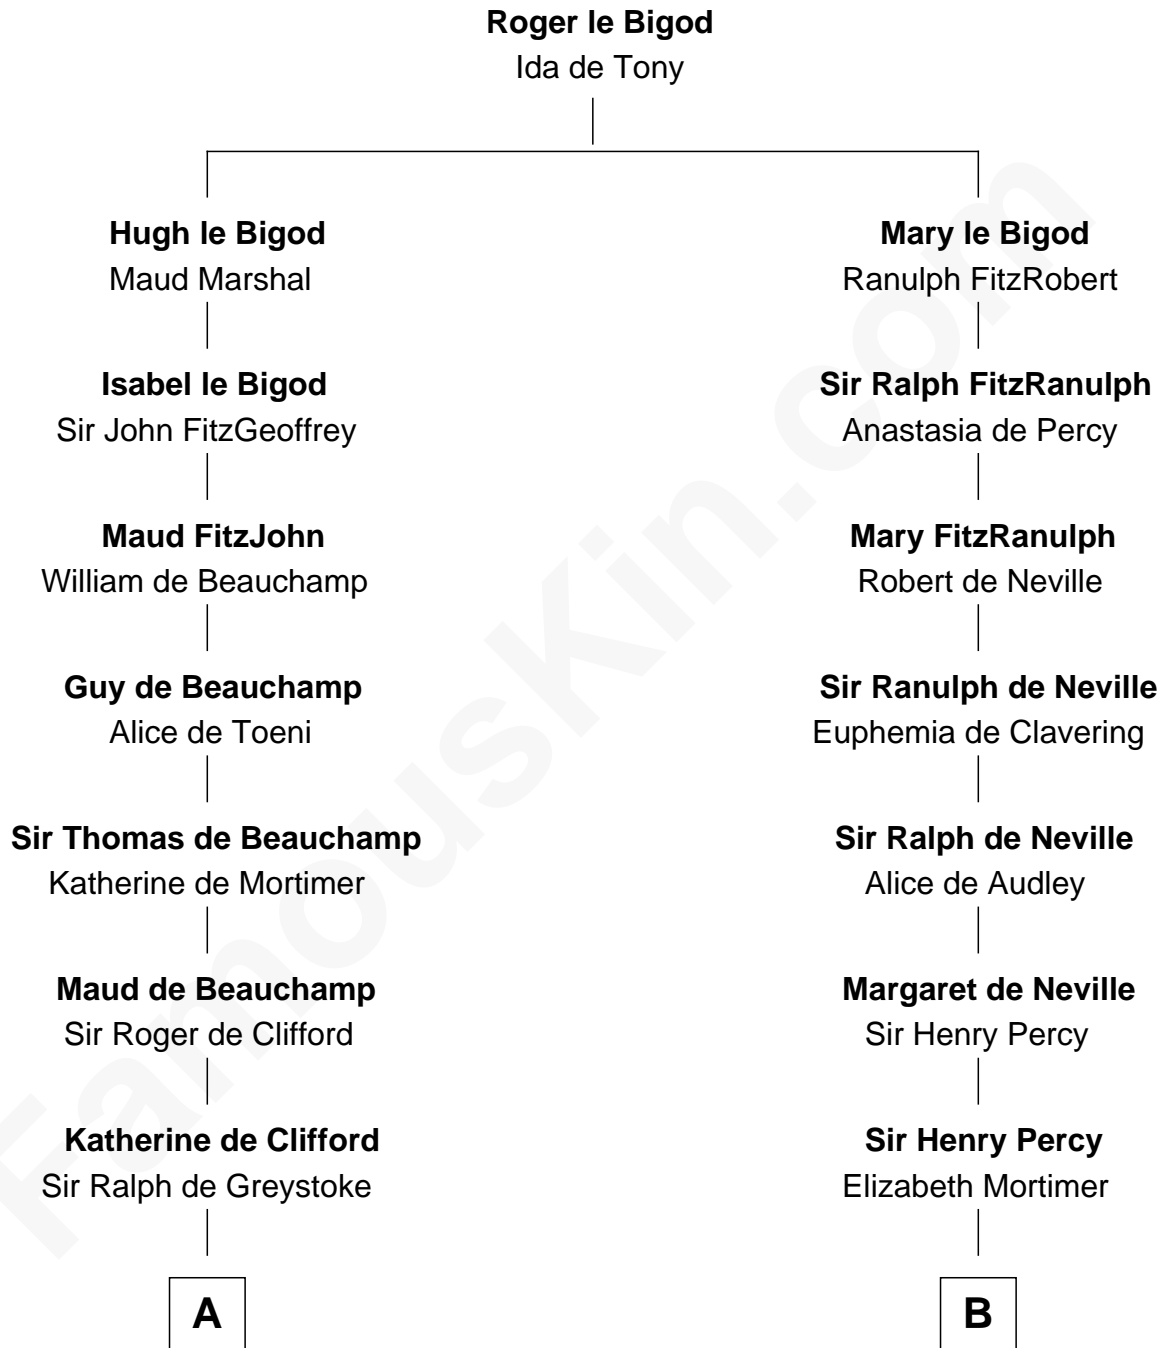 Roger le Bigod
Ida de Tony
Hugh le Bigod
Maud Marshal
Mary le Bigod
Ranulph FitzRobert
Isabel le Bigod
Sir John FitzGeoffrey
Sir Ralph FitzRanulph
Anastasia de Percy
Maud FitzJohn
William de Beauchamp
Mary FitzRanulph
Robert de Neville
Guy de Beauchamp
Alice de Toeni
Sir Ranulph de Neville
Euphemia de Clavering
Sir Thomas de Beauchamp
Katherine de Mortimer
Sir Ralph de Neville
Alice de Audley
Maud de Beauchamp
Sir Roger de Clifford
Margaret de Neville
Sir Henry Percy
Katherine de Clifford
Sir Ralph de Greystoke
Sir Henry Percy
Elizabeth Mortimer
A
B
FamousKin.com